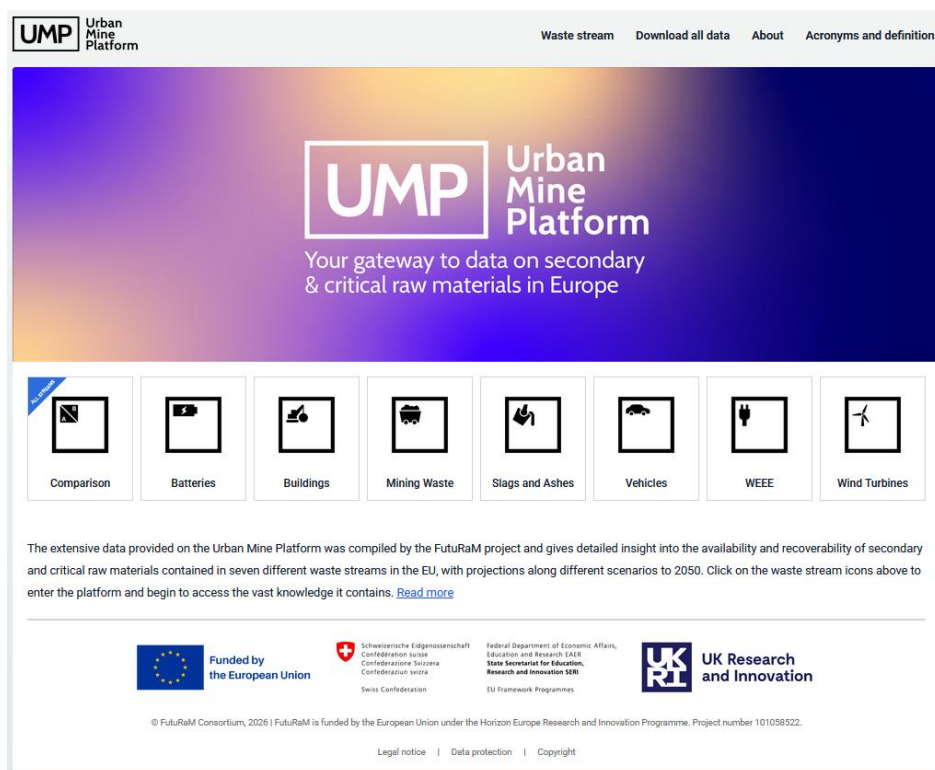 UMP Urban
Mine
Platform
Waste stream Download all data About Acronyms and definition
UMP Urban
Mine
Platform
Your gateway to data on secondary
& critical raw materials in Europe
ALL STREAMS
A B
Comparison Batteries Buildings Mining Waste Slags and Ashes Vehicles WEEE Wind Turbines
The extensive data provided on the Urban Mine Platform was compiled by the FutuRaM project and gives detailed insight into the availability and recoverability of secondary
and critical raw materials contained in seven different waste streams in the EU, with projections along different scenarios to 2050. Click on the waste stream icons above to
enter the platform and begin to access the vast knowledge it contains. Read more
Funded by
the European Union
Schweizerische Eidgenossenschaft
Confédération suisse
Confederazione Svizzera
Confederaziun svizra
Swiss Confederation
Federal Department of Economic Affairs,
Education and Research EAER
State Secretariat for Education,
Research and Innovation SERI
EU Framework Programmes
UK
RI
UK Research
and Innovation
© FutuRaM Consortium, 2026 | FutuRaM is funded by the European Union under the Horizon Europe Research and Innovation Programme. Project number 101058522.
Legal notice | Data protection | Copyright